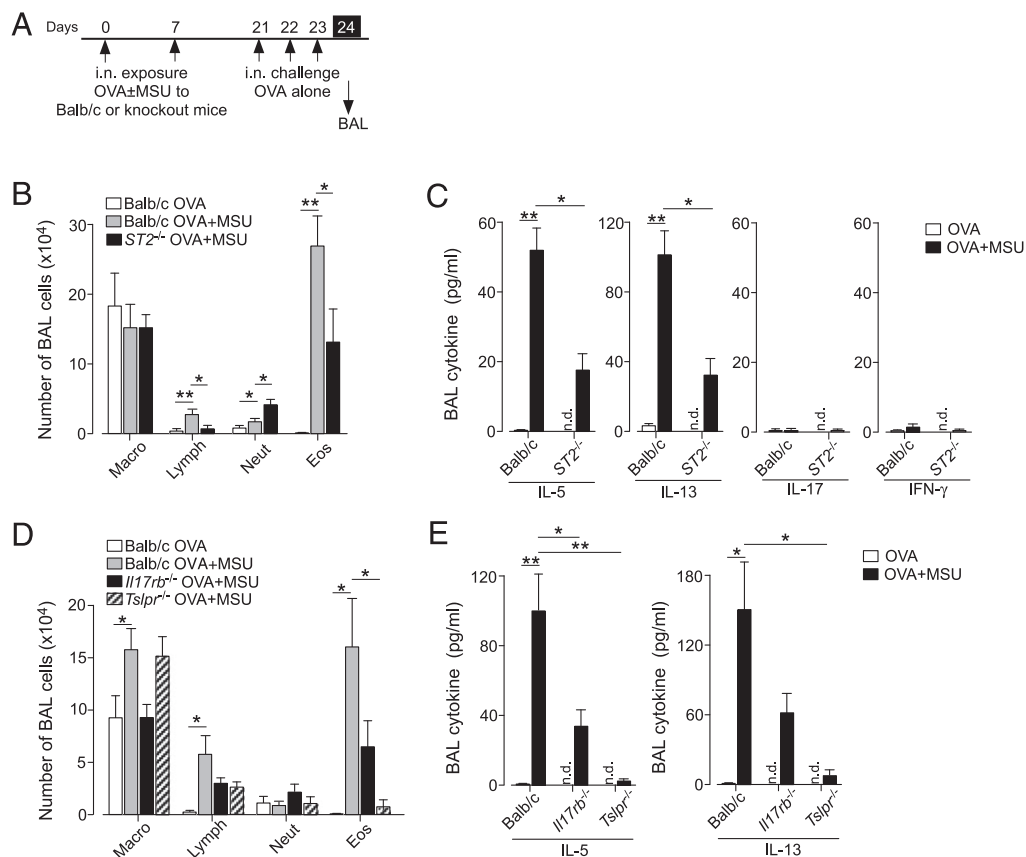 A
Days 0 7 21 22 23 24
i.n. exposure
OVA±MSU to
Balb/c or knockout mice
i.n. challenge
OVA alone
BAL
B
Balb/c OVA
Balb/c OVA+MSU
ST2-/- OVA+MSU
Number of BAL cells (x10⁴)
30
20
10
0
** * * * ** *
Macro Lymph Neut Eos
C
OVA
OVA+MSU
BAL cytokine (pg/ml)
60
40
20
0
** *
n.d.
Balb/c ST2-/-
IL-5
120
80
40
0
** *
n.d.
Balb/c ST2-/-
IL-13
60
40
20
0
n.d.
Balb/c ST2-/-
IL-17
60
40
20
0
n.d.
Balb/c ST2-/-
IFN-γ
D
Balb/c OVA
Balb/c OVA+MSU
Il17rb-/- OVA+MSU
Tslpr-/- OVA+MSU
Number of BAL cells (x10⁴)
20
15
10
5
0
* * * *
Macro Lymph Neut Eos
E
OVA
OVA+MSU
BAL cytokine (pg/ml)
120
80
40
0
** * **
n.d. n.d.
Balb/c Il17rb-/- Tslpr-/-
IL-5
BAL cytokine (pg/ml)
180
120
60
0
* *
n.d. n.d.
Balb/c Il17rb-/- Tslpr-/-
IL-13